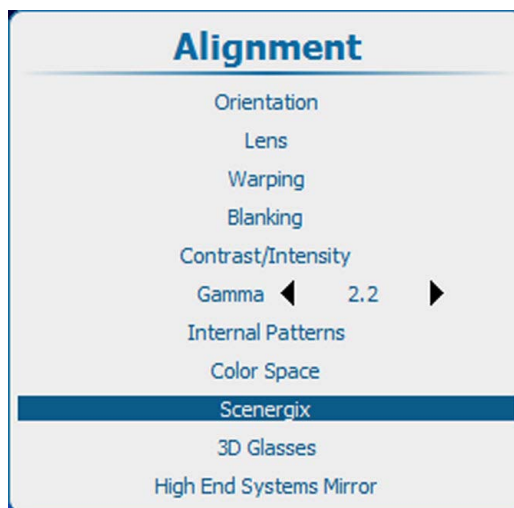 Alignment
Orientation
Lens
Warping
Blanking
Contrast/Intensity
Gamma 2.2
Internal Patterns
Color Space
Scenergix
3D Glasses
High End Systems Mirror